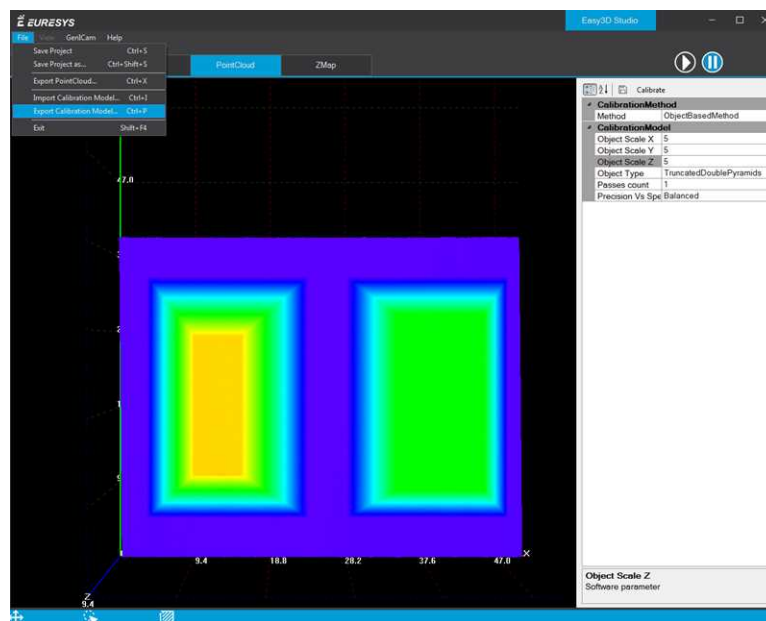 EURESYS
Easy3D Studio
File View GenICam Help
Save Project Ctrl+S
Save Project as... Ctrl+Shift+S
Export PointCloud... Ctrl+X
Import Calibration Model... Ctrl+I
Export Calibration Model... Ctrl+P
Exit Shift+F4
PointCloud
ZMap
Calibrate
CalibrationMethod
Method ObjectBasedMethod
CalibrationModel
Object Scale X 5
Object Scale Y 5
Object Scale Z 5
Object Type TruncatedDoublePyramids
Passes count 1
Precision Vs Spe Balanced
47.0
9.4 18.8 28.2 37.6 47.0 X
Z
9.4
Object Scale Z
Software parameter